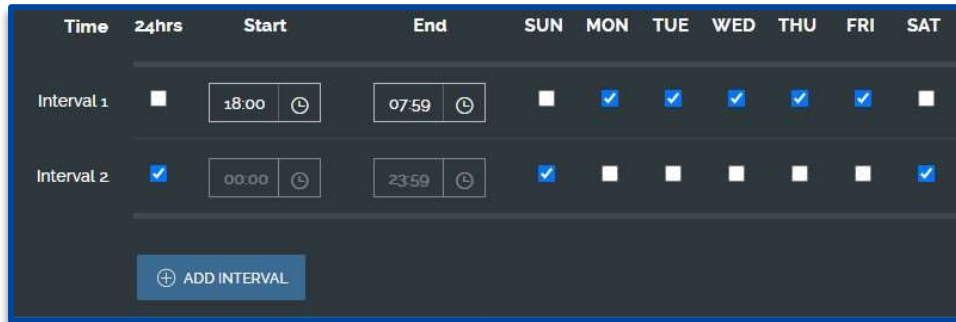 Time 24hrs Start End SUN MON TUE WED THU FRI SAT
Interval 1 18:00 07:59
Interval 2 00:00 23:59
ADD INTERVAL